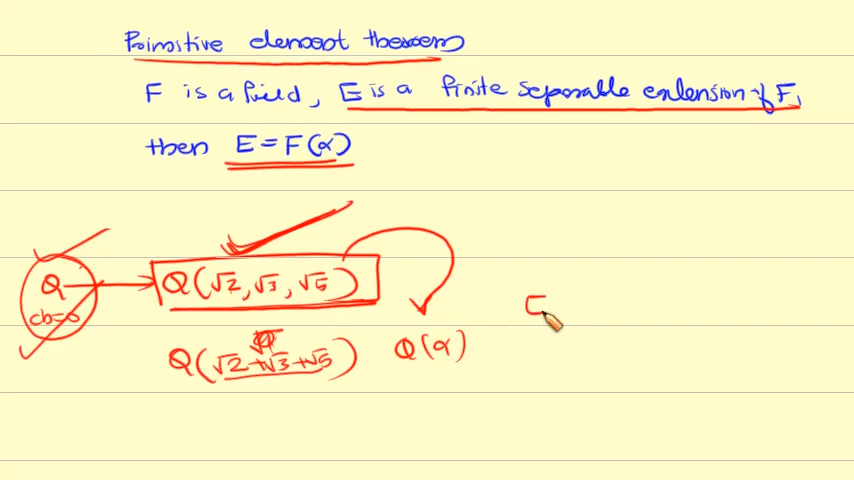 Primitive element theorem
F is a field, E is a finite separable extension of F,
then E = F(α)
Q
ch=0
Q(√2, √3, √5)
Q(√2+√3+√5)
Q(α)